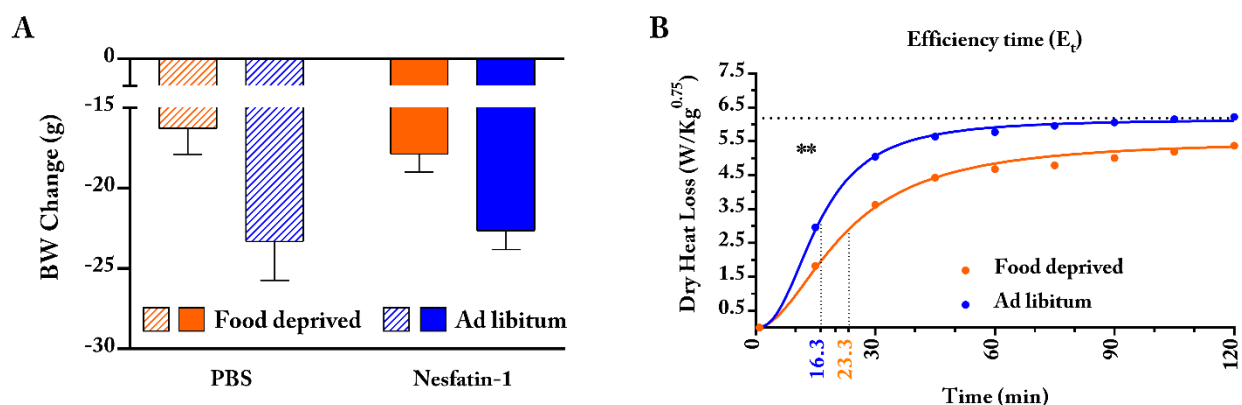 A
BW Change (g)
0
-15
-20
-25
-30
Food deprived
Ad libitum
PBS
Nesfatin-1
B
Efficiency time (Et)
Dry Heat Loss (W/Kg0.75)
7.5
6.5
5.5
4.5
3.5
2.5
1.5
0.5
**
Food deprived
Ad libitum
0
16.3
23.3
30
60
90
120
Time (min)